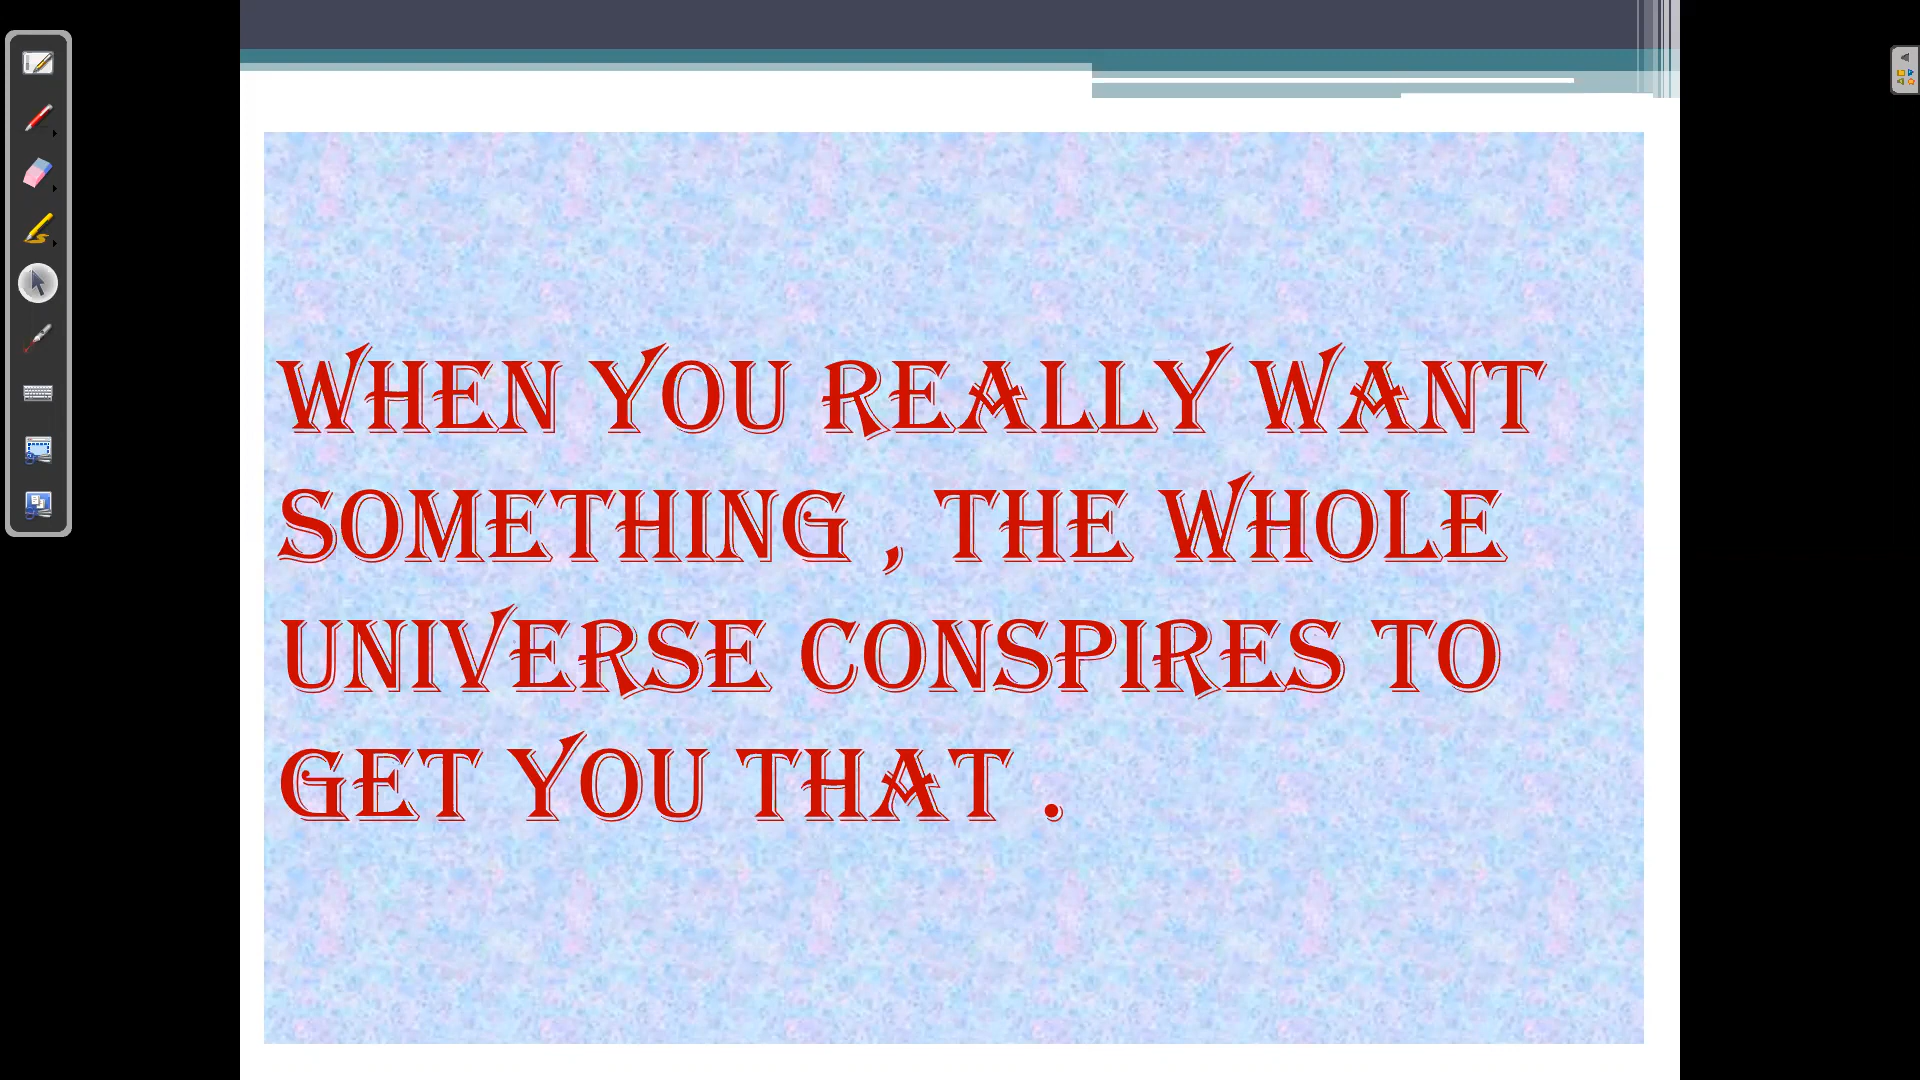 WHEN YOU REALLY WANT
SOMETHING , THE WHOLE
UNIVERSE CONSPIRES TO
GET YOU THAT .